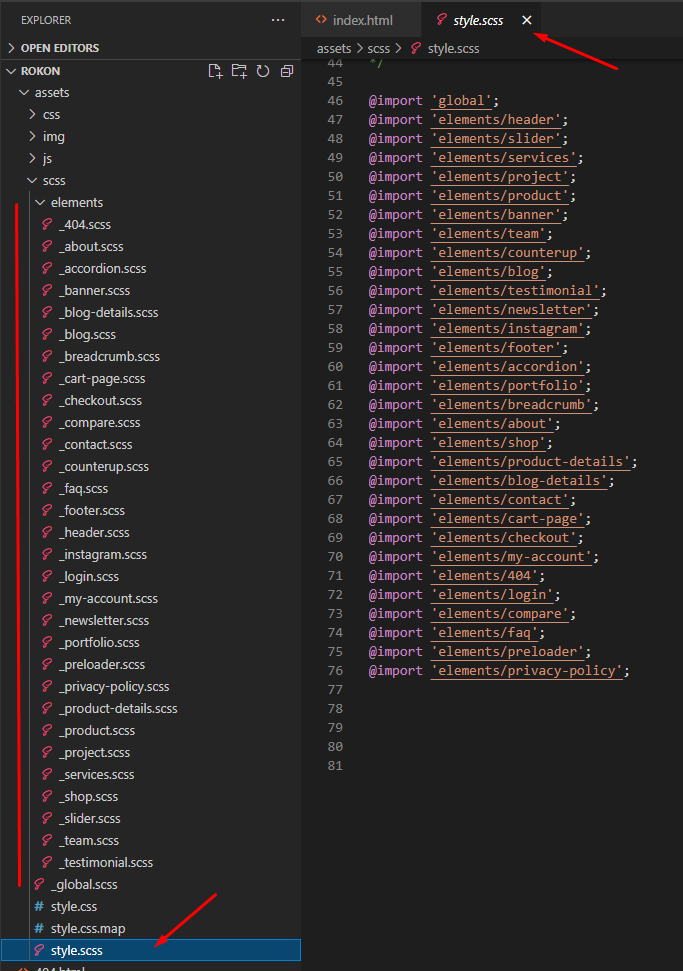 EXPLORER
OPEN EDITORS
ROKON
assets
css
img
js
scss
elements
_404.scss
_about.scss
_accordion.scss
_banner.scss
_blog-details.scss
_blog.scss
_breadcrumb.scss
_cart-page.scss
_checkout.scss
_compare.scss
_contact.scss
_counterup.scss
_faq.scss
_footer.scss
_header.scss
_instagram.scss
_login.scss
_my-account.scss
_newsletter.scss
_portfolio.scss
_preloader.scss
_privacy-policy.scss
_product-details.scss
_product.scss
_project.scss
_services.scss
_shop.scss
_slider.scss
_team.scss
_testimonial.scss
_global.scss
# style.css
# style.css.map
style.scss
404.html
<> index.html style.scss
assets > scss > style.scss
44 */
45
46 @import 'global';
47 @import 'elements/header';
48 @import 'elements/slider';
49 @import 'elements/services';
50 @import 'elements/project';
51 @import 'elements/product';
52 @import 'elements/banner';
53 @import 'elements/team';
54 @import 'elements/counterup';
55 @import 'elements/blog';
56 @import 'elements/testimonial';
57 @import 'elements/newsletter';
58 @import 'elements/instagram';
59 @import 'elements/footer';
60 @import 'elements/accordion';
61 @import 'elements/portfolio';
62 @import 'elements/breadcrumb';
63 @import 'elements/about';
64 @import 'elements/shop';
65 @import 'elements/product-details';
66 @import 'elements/blog-details';
67 @import 'elements/contact';
68 @import 'elements/cart-page';
69 @import 'elements/checkout';
70 @import 'elements/my-account';
71 @import 'elements/404';
72 @import 'elements/login';
73 @import 'elements/compare';
74 @import 'elements/faq';
75 @import 'elements/preloader';
76 @import 'elements/privacy-policy';
77
78
79
80
81